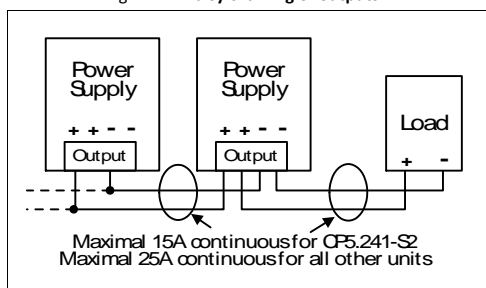 Power
Supply
+ + - -
Output
Power
Supply
+ + - -
Output
Load
+ -
Maximal 15A continuous for CP5.241-S2
Maximal 25A continuous for all other units